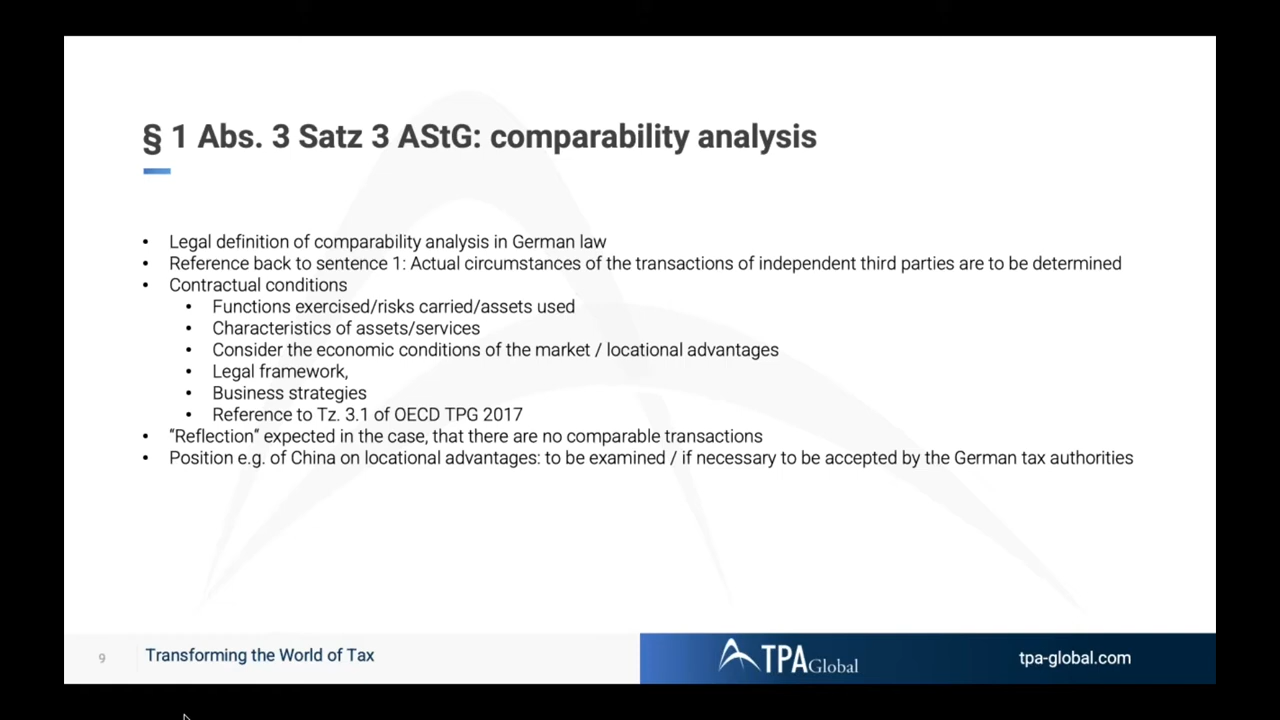 § 1 Abs. 3 Satz 3 AStG: comparability analysis
• Legal definition of comparability analysis in German law
• Reference back to sentence 1: Actual circumstances of the transactions of independent third parties are to be determined
• Contractual conditions
• Functions exercised/risks carried/assets used
• Characteristics of assets/services
• Consider the economic conditions of the market / locational advantages
• Legal framework,
• Business strategies
• Reference to Tz. 3.1 of OECD TPG 2017
• “Reflection“ expected in the case, that there are no comparable transactions
• Position e.g. of China on locational advantages: to be examined / if necessary to be accepted by the German tax authorities
9
Transforming the World of Tax
TPA Global
tpa-global.com